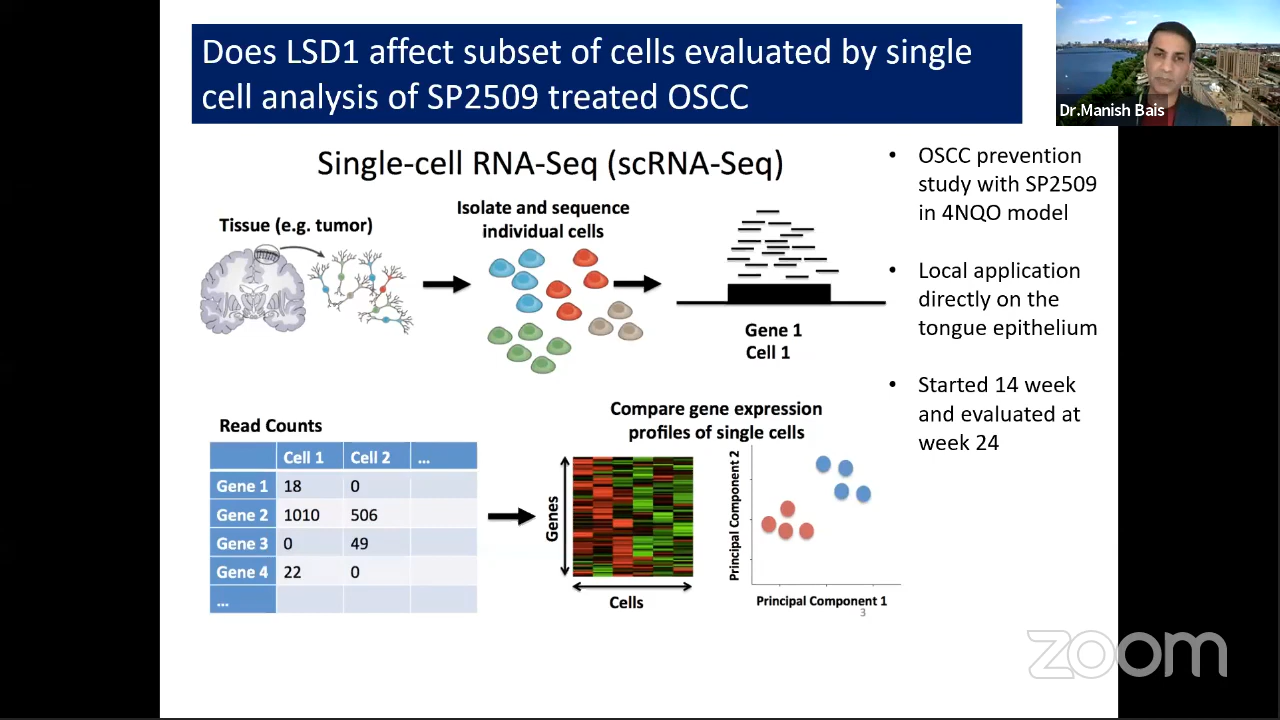 Does LSD1 affect subset of cells evaluated by single
cell analysis of SP2509 treated OSCC
Dr.Manish Bais
Single-cell RNA-Seq (scRNA-Seq)
Tissue (e.g. tumor)
Isolate and sequence
individual cells
Gene 1
Cell 1
• OSCC prevention
study with SP2509
in 4NQO model
• Local application
directly on the
tongue epithelium
• Started 14 week
and evaluated at
week 24
Read Counts
Cell 1 Cell 2 ...
Gene 1 18 0
Gene 2 1010 506
Gene 3 0 49
Gene 4 22 0
...
Compare gene expression
profiles of single cells
Genes
Cells
Principal Component 2
Principal Component 1
3
zoom